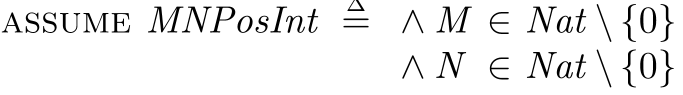 ASSUME MNPosInt ≜ ∧ M ∈ Nat \ {0}
∧ N ∈ Nat \ {0}